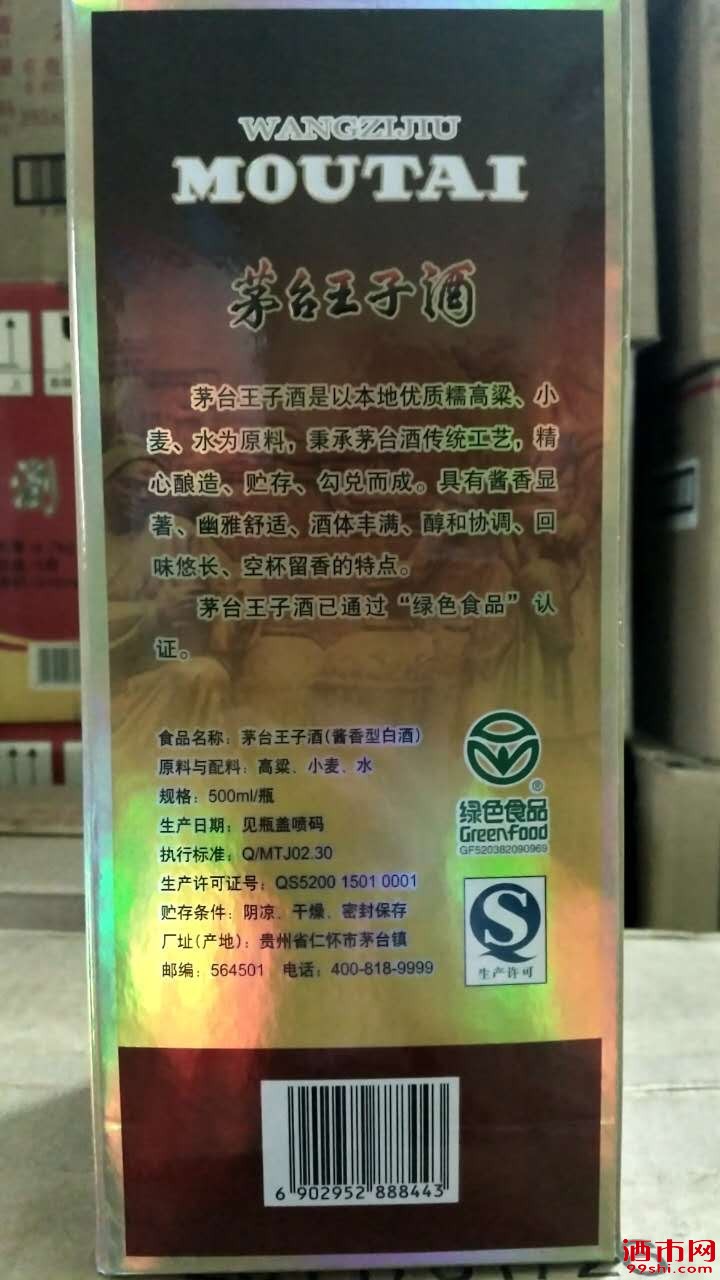 WANGZIJIU
MOUTAI
茅台王子酒
茅台王子酒是以本地优质糯高粱、小
麦、水为原料，秉承茅台酒传统工艺，精
心酿造、贮存、勾兑而成。具有酱香显
著、幽雅舒适、酒体丰满、醇和协调、回
味悠长、空杯留香的特点。
茅台王子酒已通过“绿色食品”认
证。
食品名称：茅台王子酒（酱香型白酒）
原料与配料：高粱、小麦、水
规格：500ml/瓶
生产日期：见瓶盖喷码
执行标准：Q/MTJ02.30
生产许可证号：QS5200 1501 0001
贮存条件：阴凉、干燥、密封保存
厂址（产地）：贵州省仁怀市茅台镇
邮编：564501 电话：400-818-9999
绿色食品®
Greenfood
GF520382090969
生产许可
6 902952 888443
酒市网
99shi.com